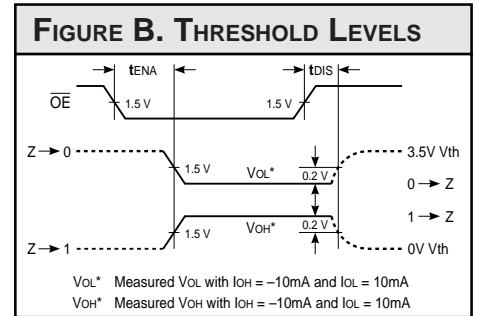 FIGURE B. THRESHOLD LEVELS
tENA tDIS
OE 1.5 V 1.5 V
Z 0 3.5V Vth
1.5 V VOL* 0.2 V
0 Z
1 Z
1.5 V VOH* 0.2 V
Z 1 0V Vth
VOL* Measured VOL with IOH = –10mA and IOL = 10mA
VOH* Measured VOH with IOH = –10mA and IOL = 10mA